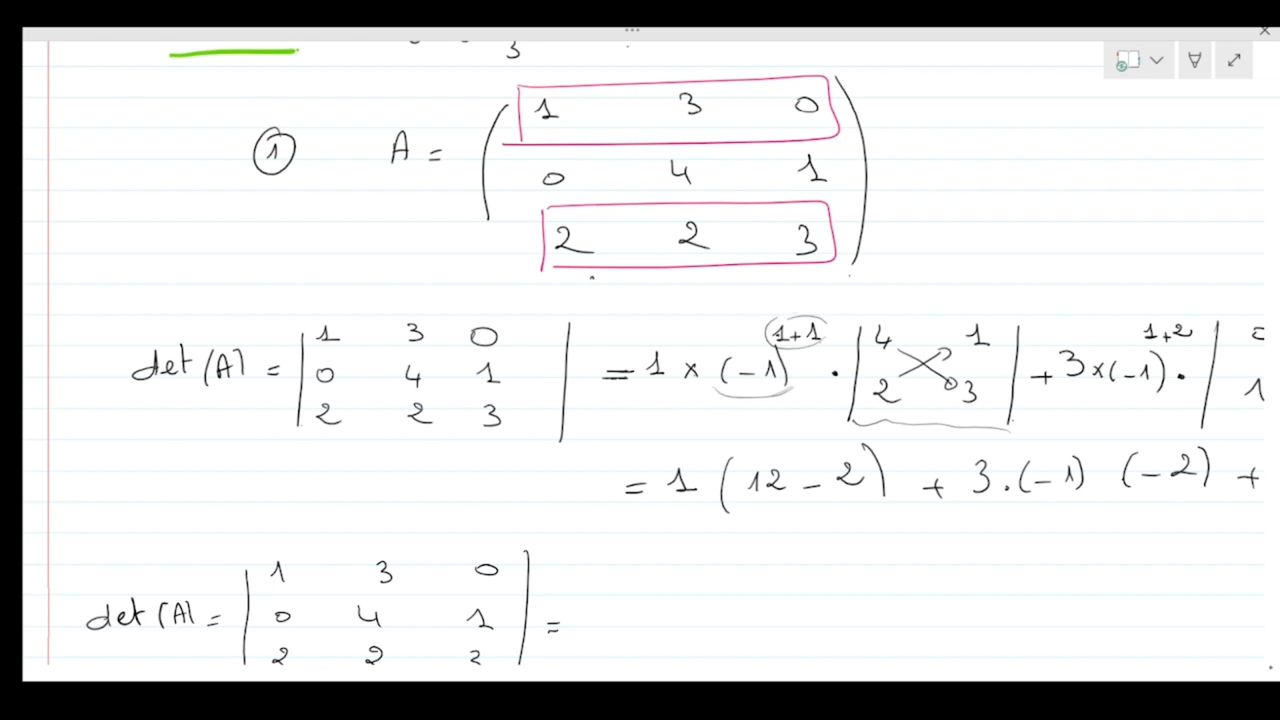 3
① A = ( 1 3 0
0 4 1
2 2 3 )
det(A) = | 1 3 0 | = 1 × (-1)^{1+1} · | 4 1 | + 3 × (-1)^{1+2} · |
| 0 4 1 | | 2 3 |
| 2 2 3 |
= 1 (12 - 2) + 3 · (-1) (-2) +
det(A) = | 1 3 0 | =
| 0 4 1 |
| 2 2 3 |